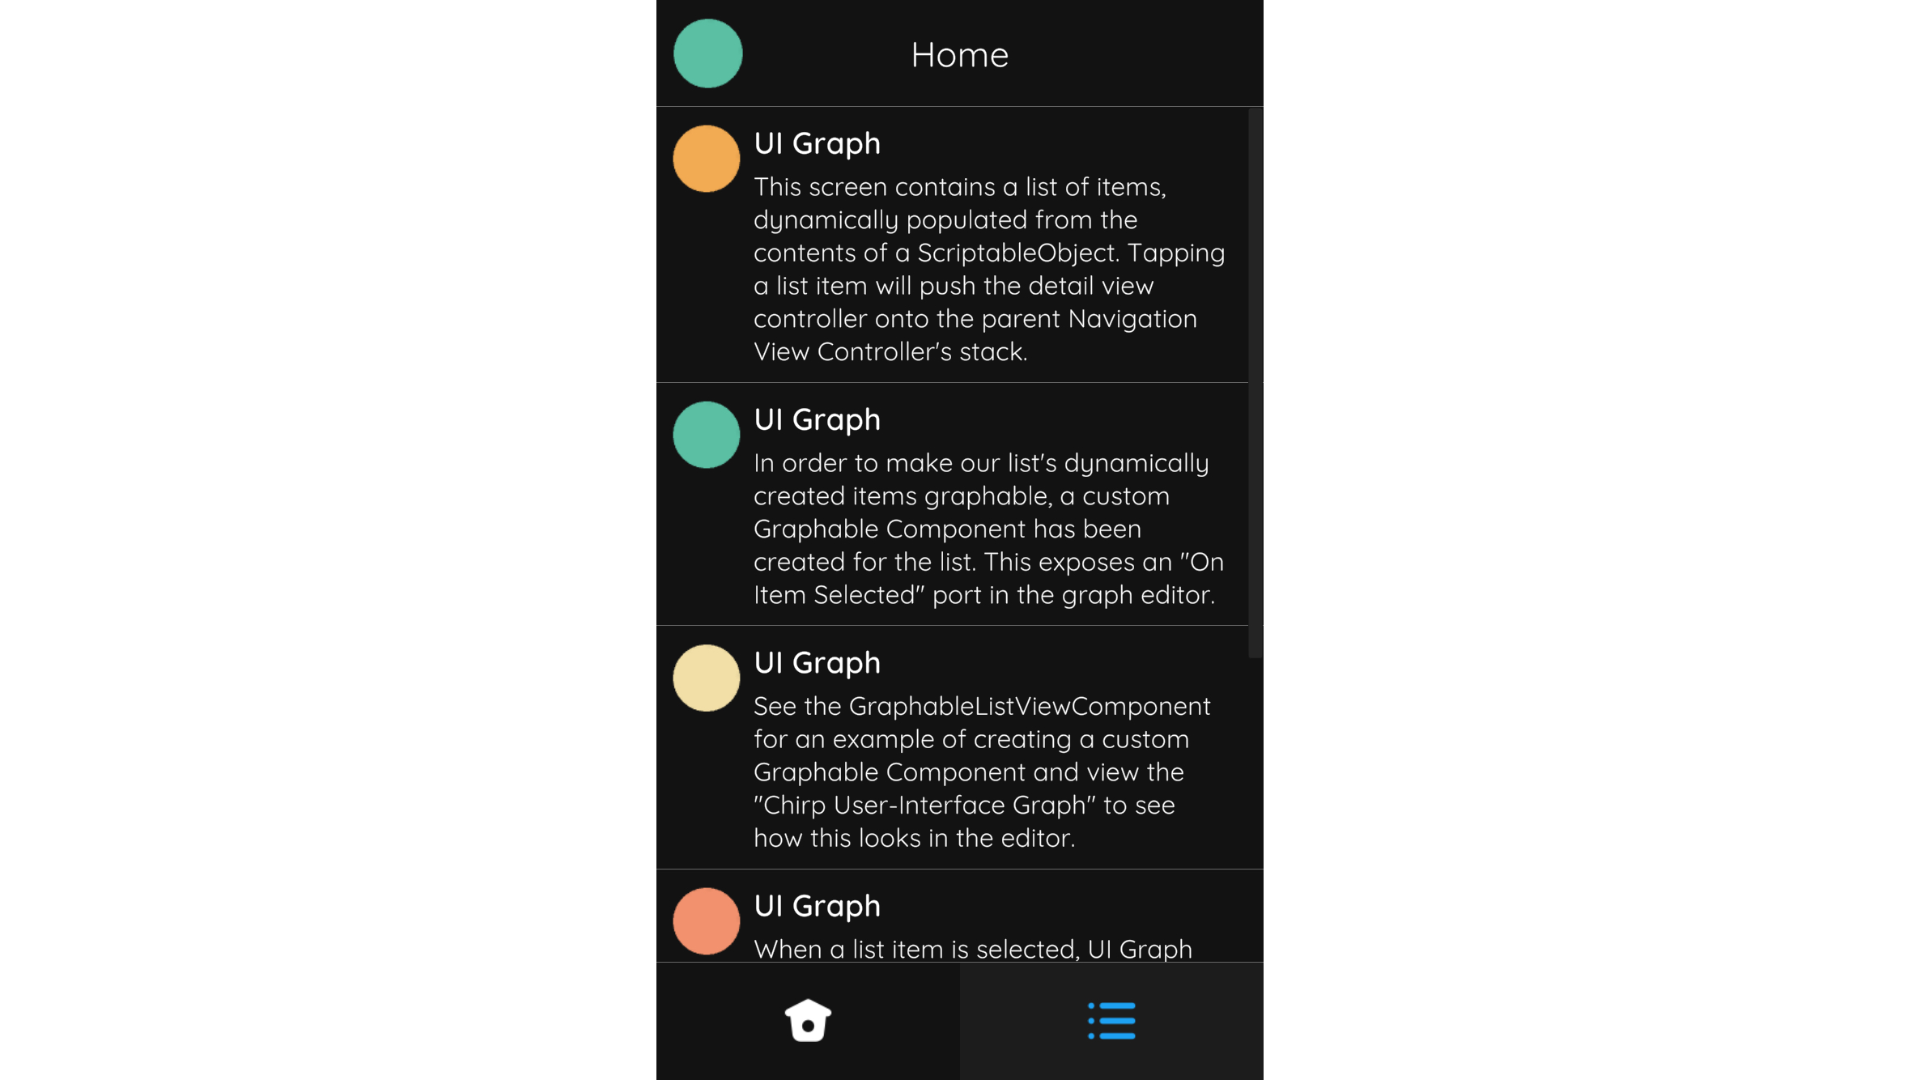 Home
UI Graph
This screen contains a list of items,
dynamically populated from the
contents of a ScriptableObject. Tapping
a list item will push the detail view
controller onto the parent Navigation
View Controller's stack.
UI Graph
In order to make our list's dynamically
created items graphable, a custom
Graphable Component has been
created for the list. This exposes an "On
Item Selected" port in the graph editor.
UI Graph
See the GraphableListViewComponent
for an example of creating a custom
Graphable Component and view the
"Chirp User-Interface Graph" to see
how this looks in the editor.
UI Graph
When a list item is selected, UI Graph